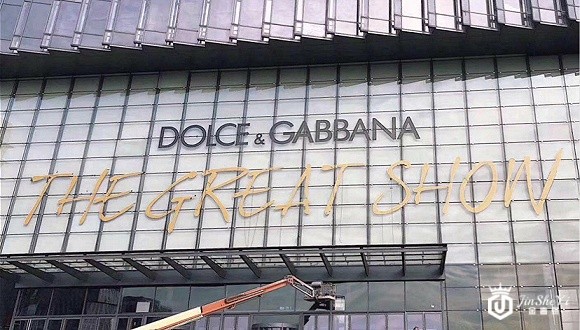 DOLCE & GABBANA
THE GREAT SHOW
JinSheYi